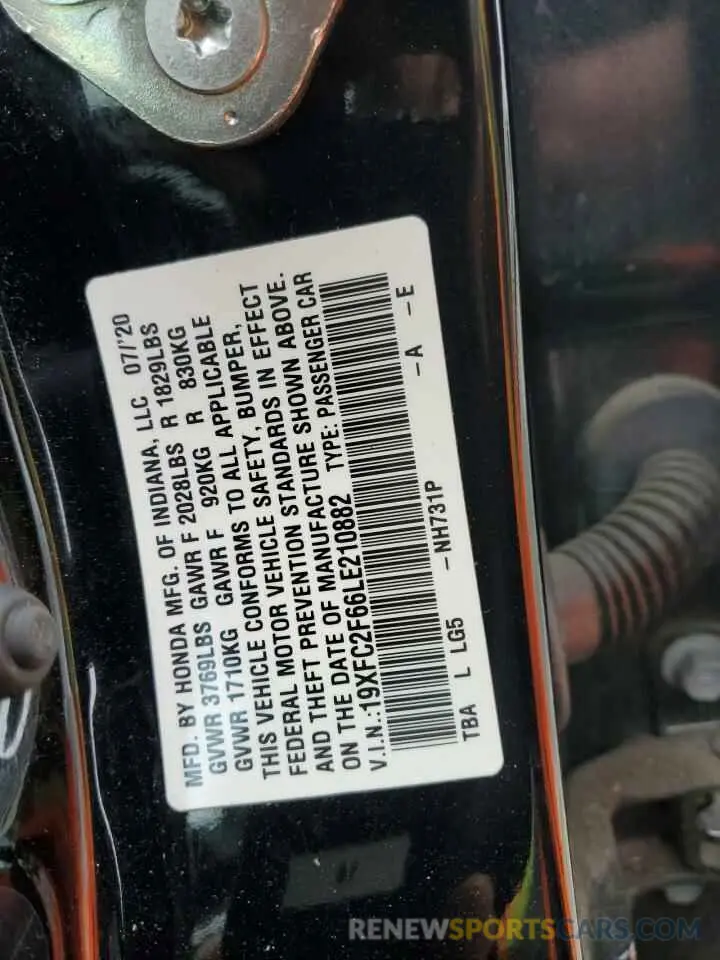 MFD. BY HONDA MFG. OF INDIANA, LLC 07/'20
GVWR 3769LBS GAWR F 2028LBS R 1829LBS
GVWR 1710KG GAWR F 920KG R 830KG
THIS VEHICLE CONFORMS TO ALL APPLICABLE
FEDERAL MOTOR VEHICLE SAFETY, BUMPER,
AND THEFT PREVENTION STANDARDS IN EFFECT
ON THE DATE OF MANUFACTURE SHOWN ABOVE.
V.I.N.:19XFC2F66LE210882 TYPE: PASSENGER CAR
TBA L LG5 -NH731P -A -E
RENEWSPORTSCARS.COM